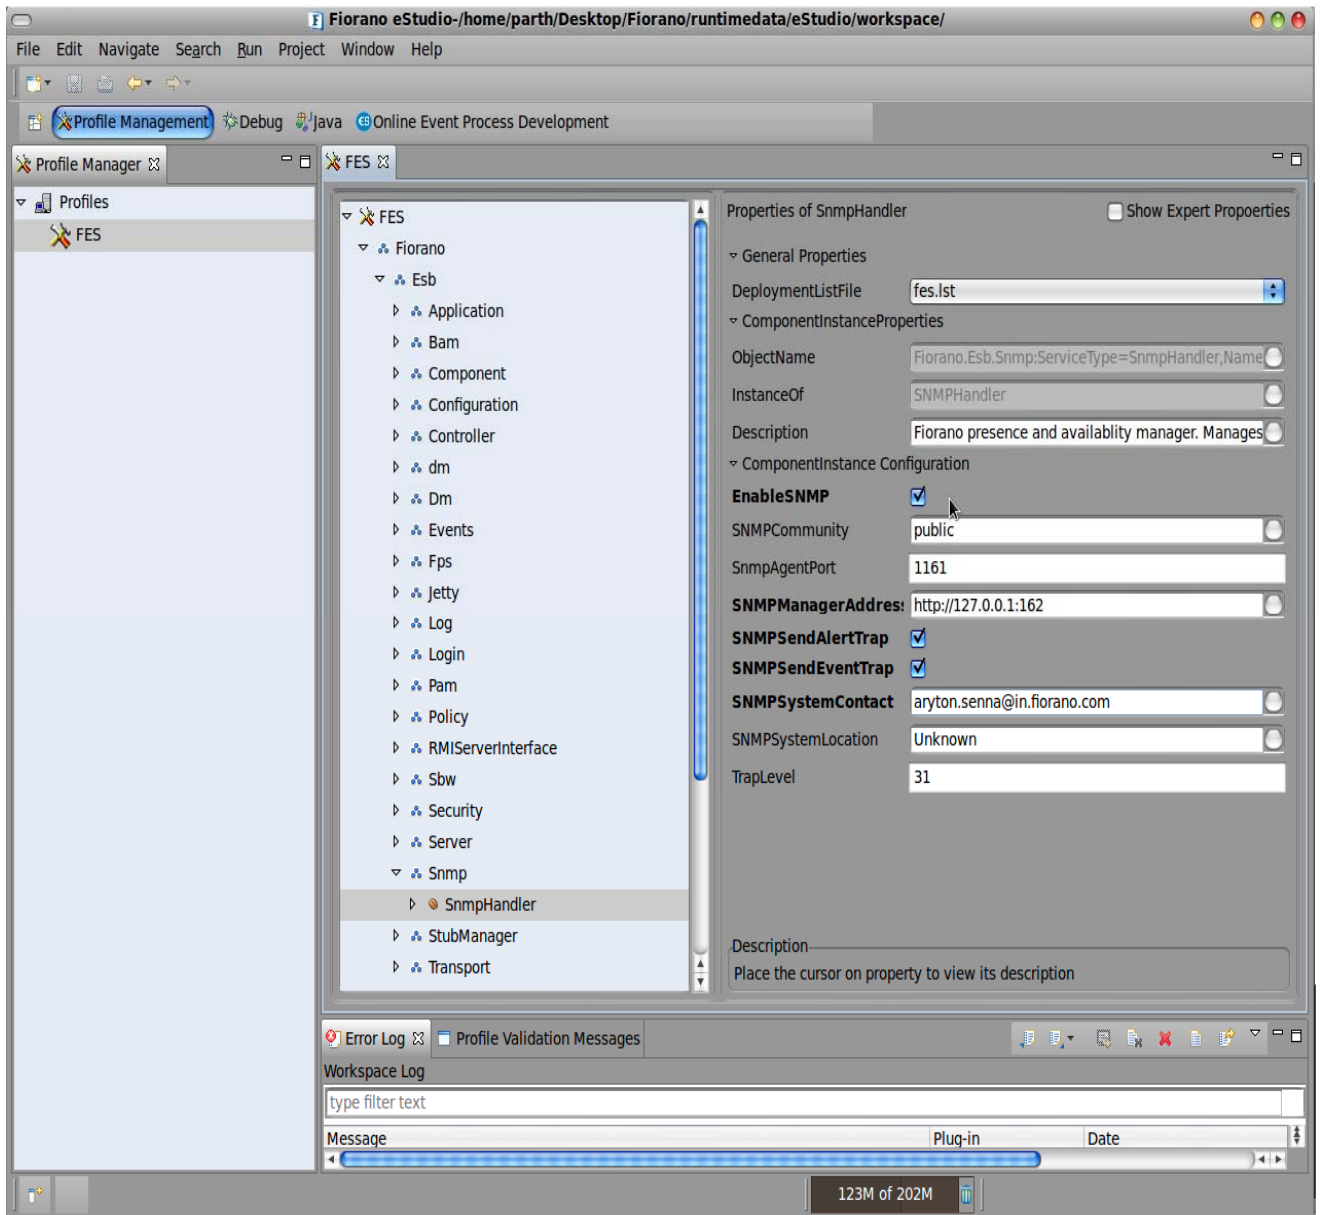 Fiorano eStudio-/home/parth/Desktop/Fiorano/runtimedata/eStudio/workspace/
File Edit Navigate Search Run Project Window Help
Profile Management Debug Java Online Event Process Development
Profile Manager
Profiles
FES
FES
FES
Fiorano
Esb
Application
Bam
Component
Configuration
Controller
dm
Dm
Events
Fps
Jetty
Log
Login
Pam
Policy
RMIServerInterface
Sbw
Security
Server
Snmp
SnmpHandler
StubManager
Transport
Properties of SnmpHandler
Show Expert Propoerties
General Properties
DeploymentListFile fes.lst
ComponentInstanceProperties
ObjectName Fiorano.Esb.Snmp:ServiceType=SnmpHandler,Name
InstanceOf SNMPHandler
Description Fiorano presence and availablity manager. Manages
ComponentInstance Configuration
EnableSNMP
SNMPCommunity public
SnmpAgentPort 1161
SNMPManagerAddress http://127.0.0.1:162
SNMPSendAlertTrap
SNMPSendEventTrap
SNMPSystemContact aryton.senna@in.fiorano.com
SNMPSystemLocation Unknown
TrapLevel 31
Description
Place the cursor on property to view its description
Error Log Profile Validation Messages
Workspace Log
type filter text
Message Plug-in Date
123M of 202M